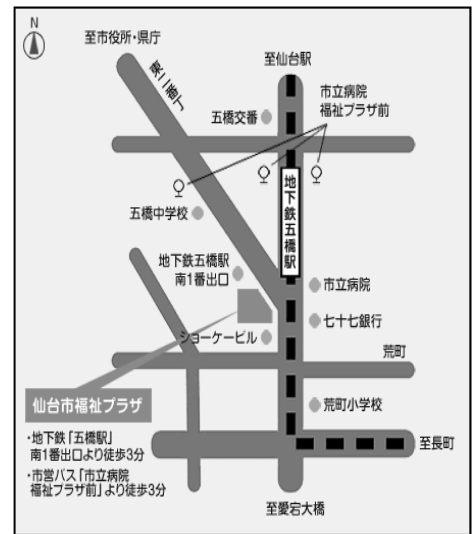 N
至市役所・県庁
東二番丁
至仙台駅
五橋交番
市立病院
福祉プラザ前
五橋中学校
地下鉄五橋駅
地下鉄五橋駅
南1番出口
市立病院
七十七銀行
ショーケービル
荒町
仙台市福祉プラザ
荒町小学校
・地下鉄「五橋駅」
南1番出口より徒歩3分
・市営バス「市立病院
福祉プラザ前」より徒歩3分
至長町
至愛宕大橋